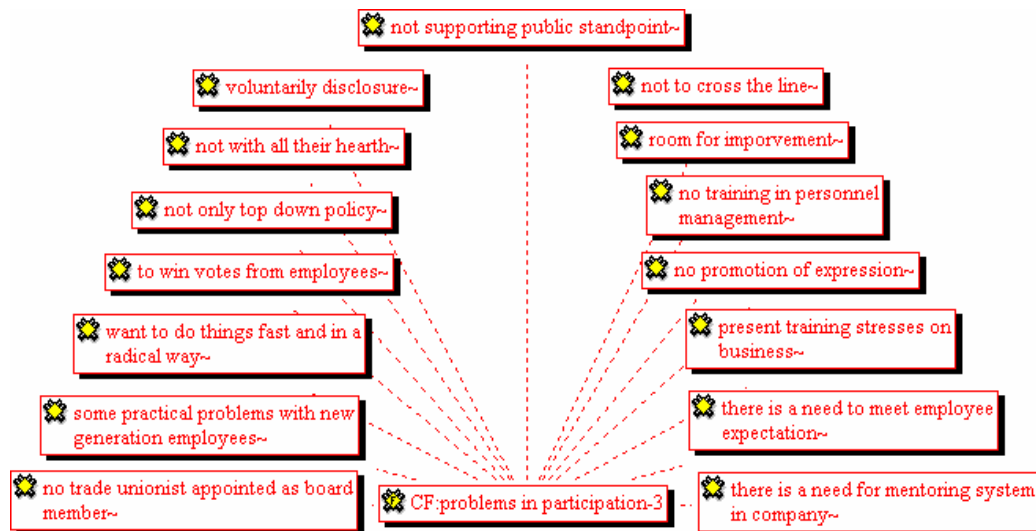 not supporting public standpoint~
voluntarily disclosure~
not to cross the line~
not with all their hearth~
room for imporvement~
not only top down policy~
no training in personnel
management~
to win votes from employees~
no promotion of expression~
want to do things fast and in a
radical way~
present training stresses on
business~
some practical problems with new
generation employees~
there is a need to meet employee
expectation~
no trade unionist appointed as board
member~
CF:problems in participation-3
there is a need for mentoring system
in company~